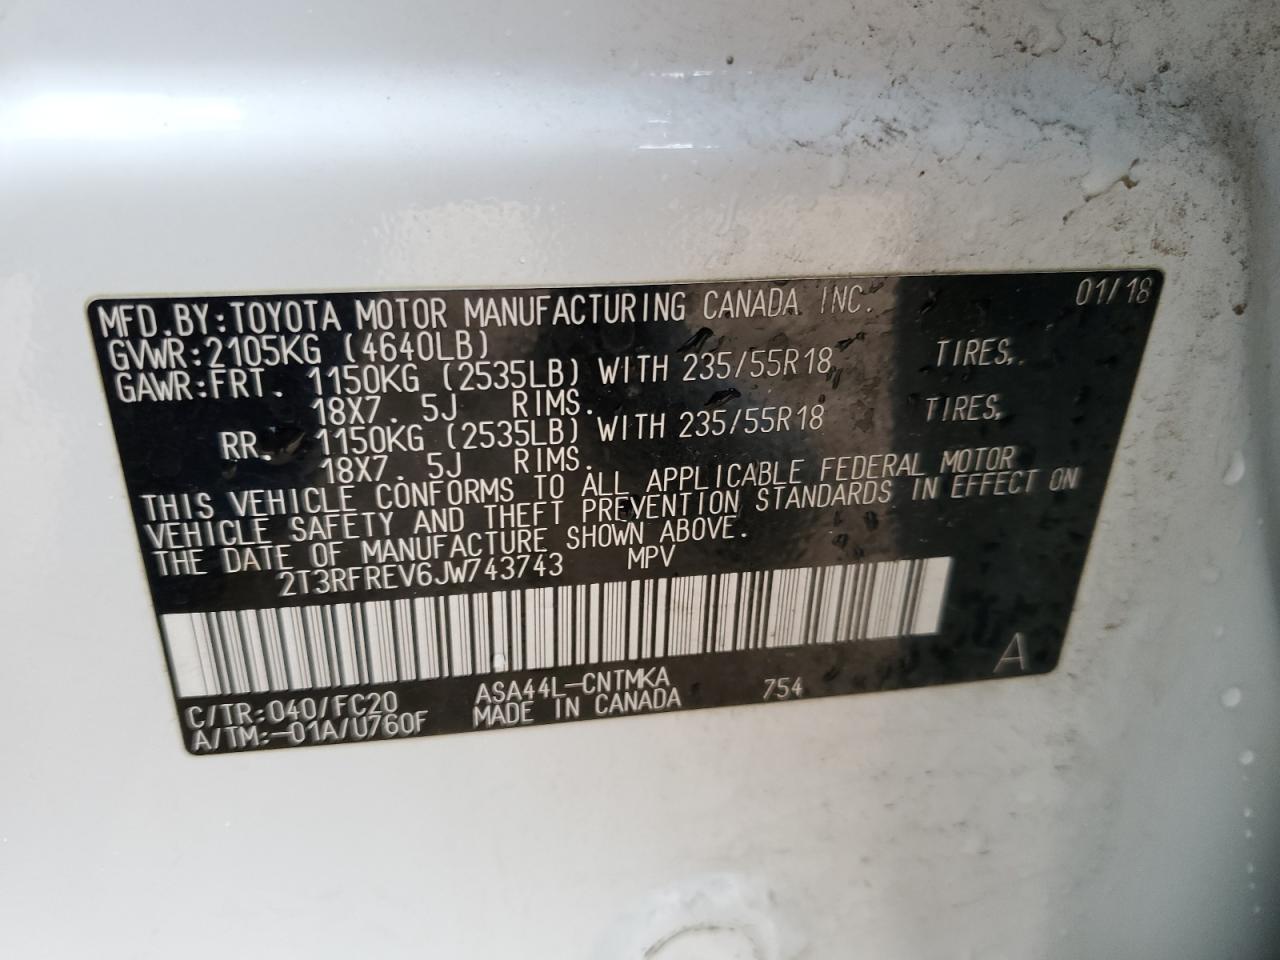 MFD.BY:TOYOTA MOTOR MANUFACTURING CANADA INC. 01/18
GVWR:2105KG (4640LB)
GAWR:FRT. 1150KG (2535LB) WITH 235/55R18 TIRES,
18X7.5J RIMS.
RR. 1150KG (2535LB) WITH 235/55R18 TIRES,
18X7.5J RIMS.
THIS VEHICLE CONFORMS TO ALL APPLICABLE FEDERAL MOTOR
VEHICLE SAFETY AND THEFT PREVENTION STANDARDS IN EFFECT ON
THE DATE OF MANUFACTURE SHOWN ABOVE.
2T3RFREV6JW743743 MPV
A
C/TR:040/FC20 ASA44L-CNTMKA 754
A/TM:-01A/U760F MADE IN CANADA